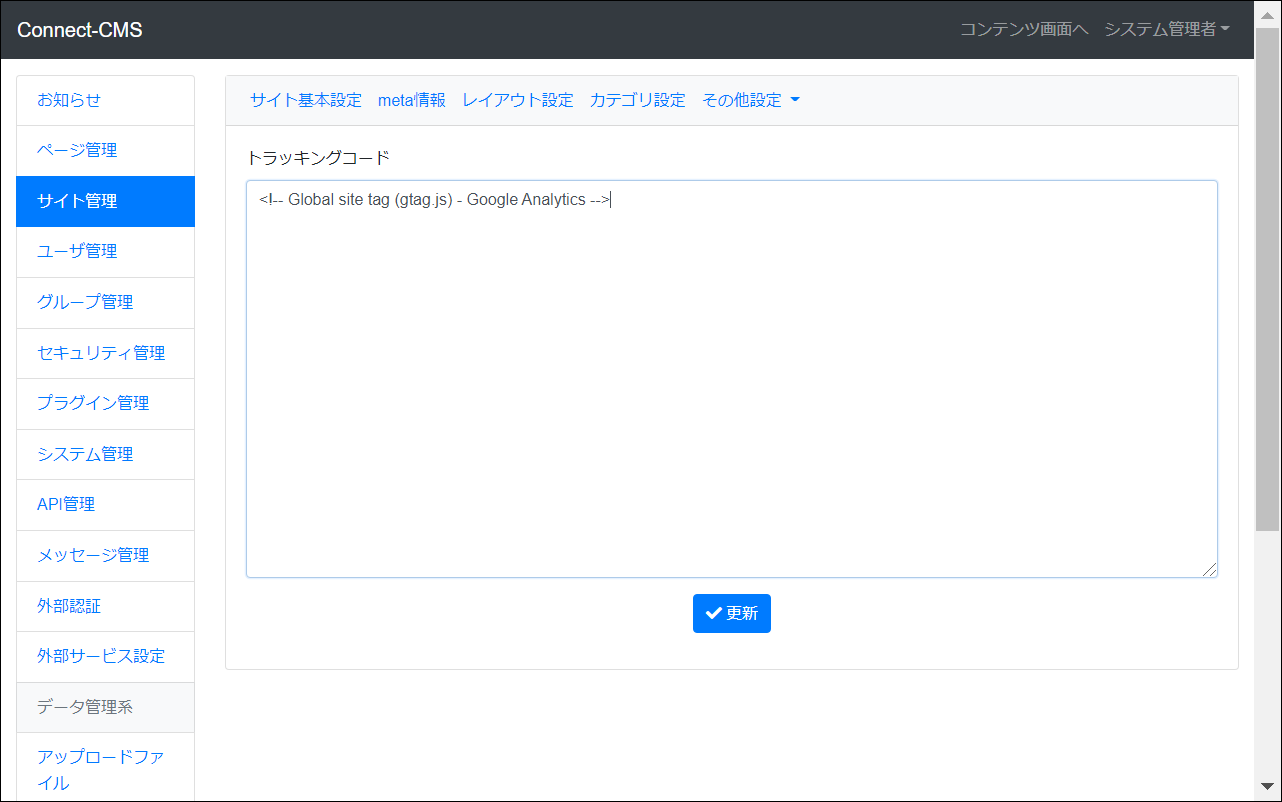 Connect-CMS
コンテンツ画面へ システム管理者
お知らせ
ページ管理
サイト管理
ユーザ管理
グループ管理
セキュリティ管理
プラグイン管理
システム管理
API管理
メッセージ管理
外部認証
外部サービス設定
データ管理系
アップロードファ
イル
サイト基本設定 meta情報 レイアウト設定 カテゴリ設定 その他設定
トラッキングコード
<!-- Global site tag (gtag.js) - Google Analytics -->
更新